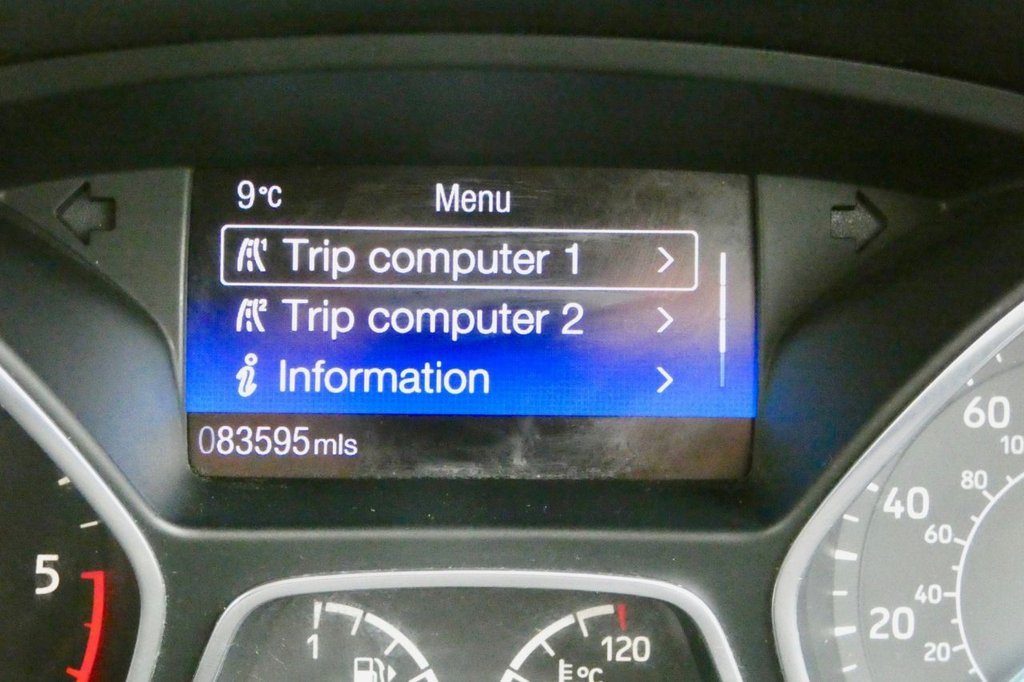 9°C Menu
Trip computer 1
Trip computer 2
Information
083595mls
5
1
120
°C
60
40
20
10
80
60
40
20